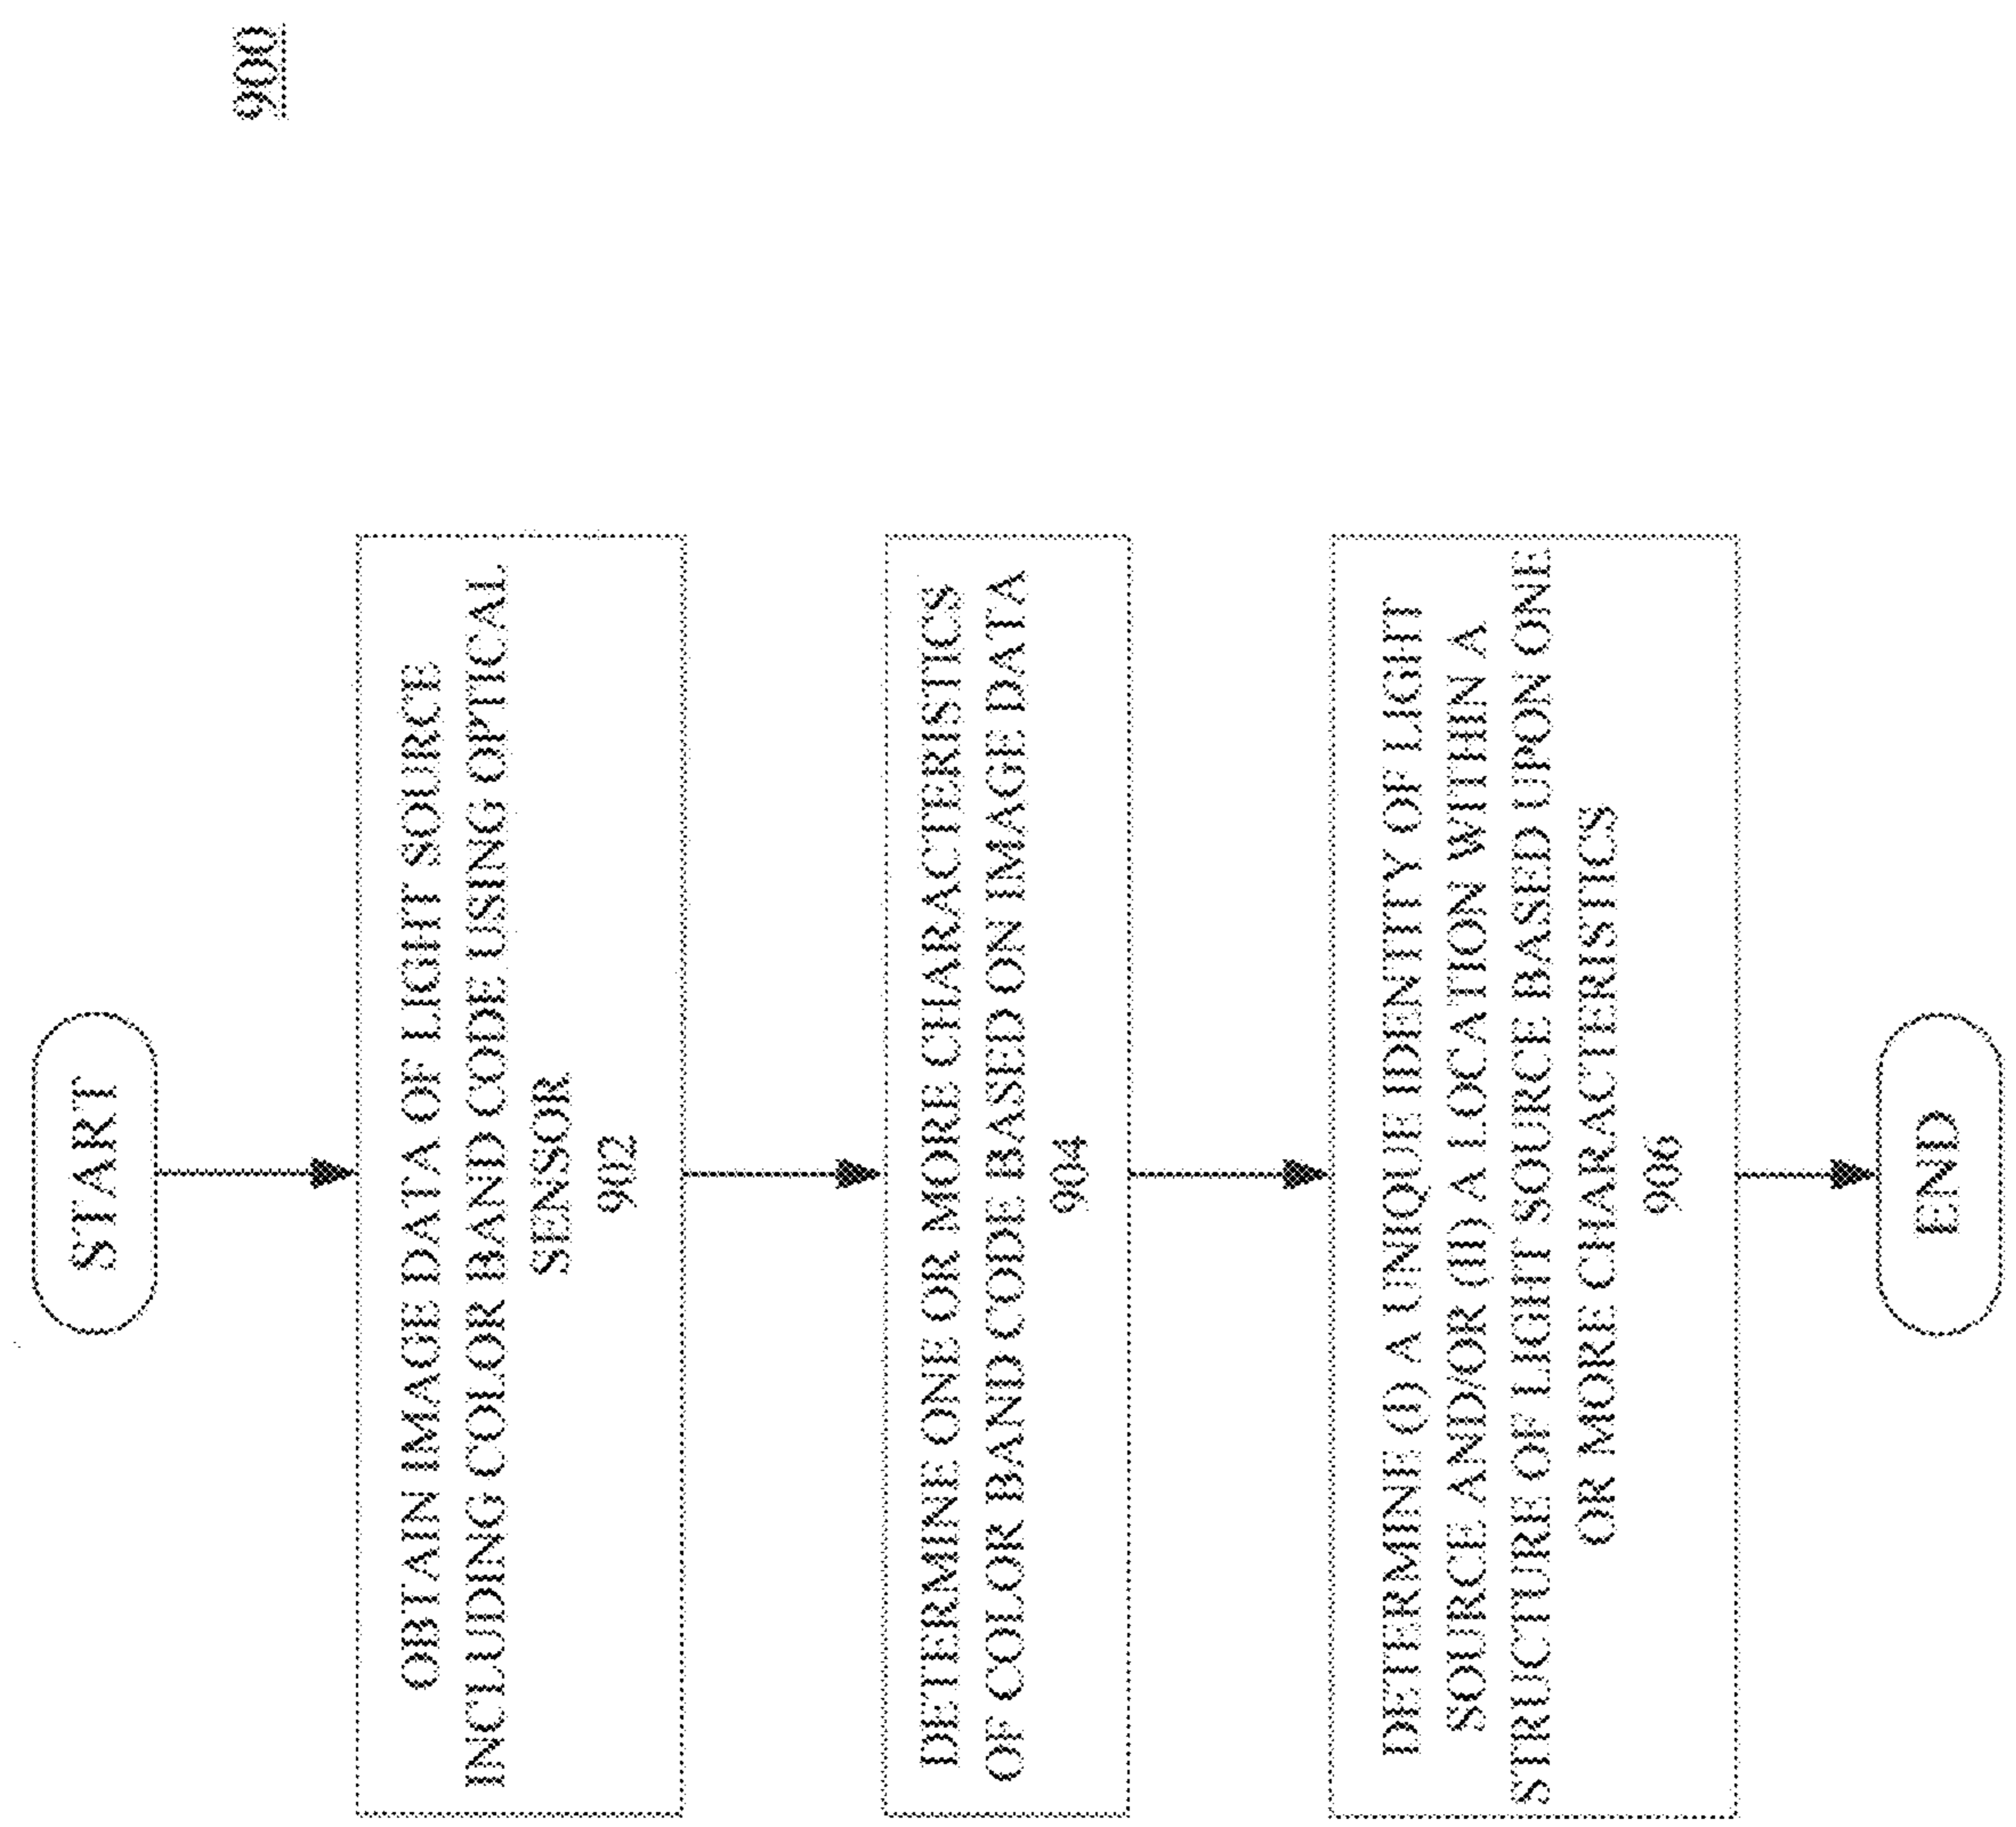 900
START
OBTAIN IMAGE DATA OF LIGHT SOURCE
INCLUDING COLOR BAND CODE USING OPTICAL
SENSOR
902
DETERMINE ONE OR MORE CHARACTERISTICS
OF COLOR BAND CODE BASED ON IMAGE DATA
904
DETERMINE (I) A UNIQUE IDENTITY OF LIGHT
SOURCE AND/OR (II) A LOCATION WITHIN A
STRUCTURE OF LIGHT SOURCE BASED UPON ONE
OR MORE CHARACTERISTICS
906
END